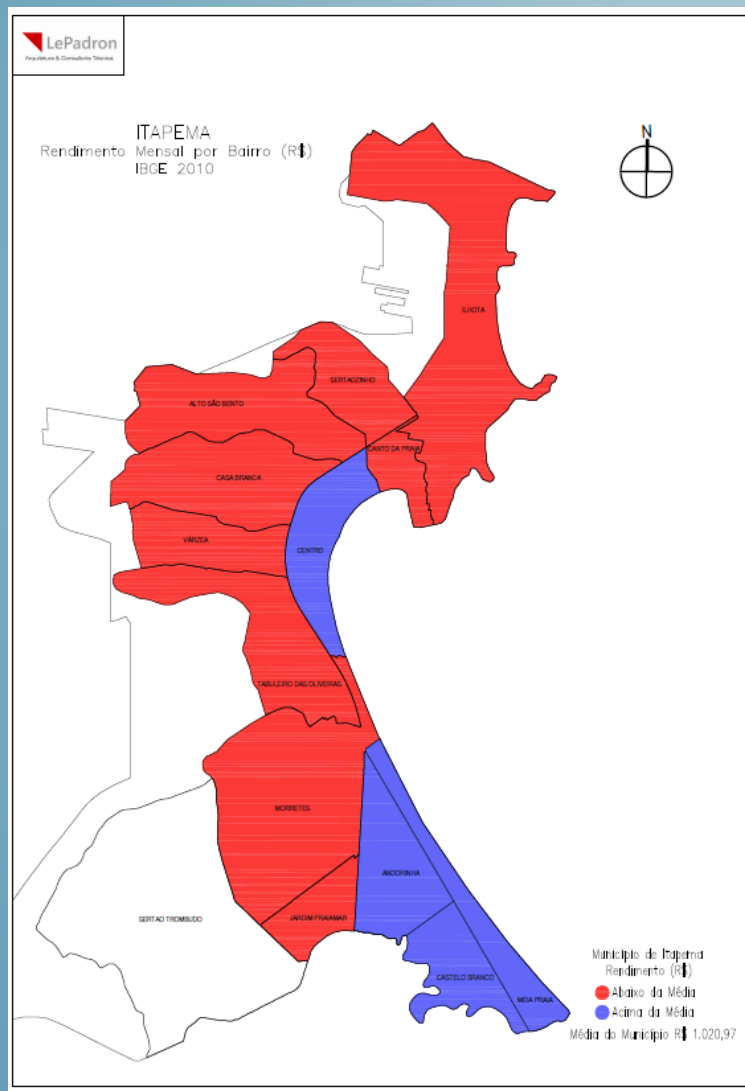 LePadron
Arquitetura & Consultoria Técnica
ITAPEMA
Rendimento Mensal por Bairro (R$)
IBGE 2010
N
ILHOTA
SERTAOZINHO
ALTO SÃO BENTO
CANTO DA PRAIA
CASA BRANCA
VÁRZEA
CENTRO
TABULEIRO DAS OLIVEIRAS
MORRETES
ANDORINHA
JARDIM PRAIAMAR
SERTAO TROMBUDO
CASTELO BRANCO
MEIA PRAIA
Município de Itapema
Rendimento (R$)
Abaixo da Média
Acima da Média
Média do Município R$ 1.020,97